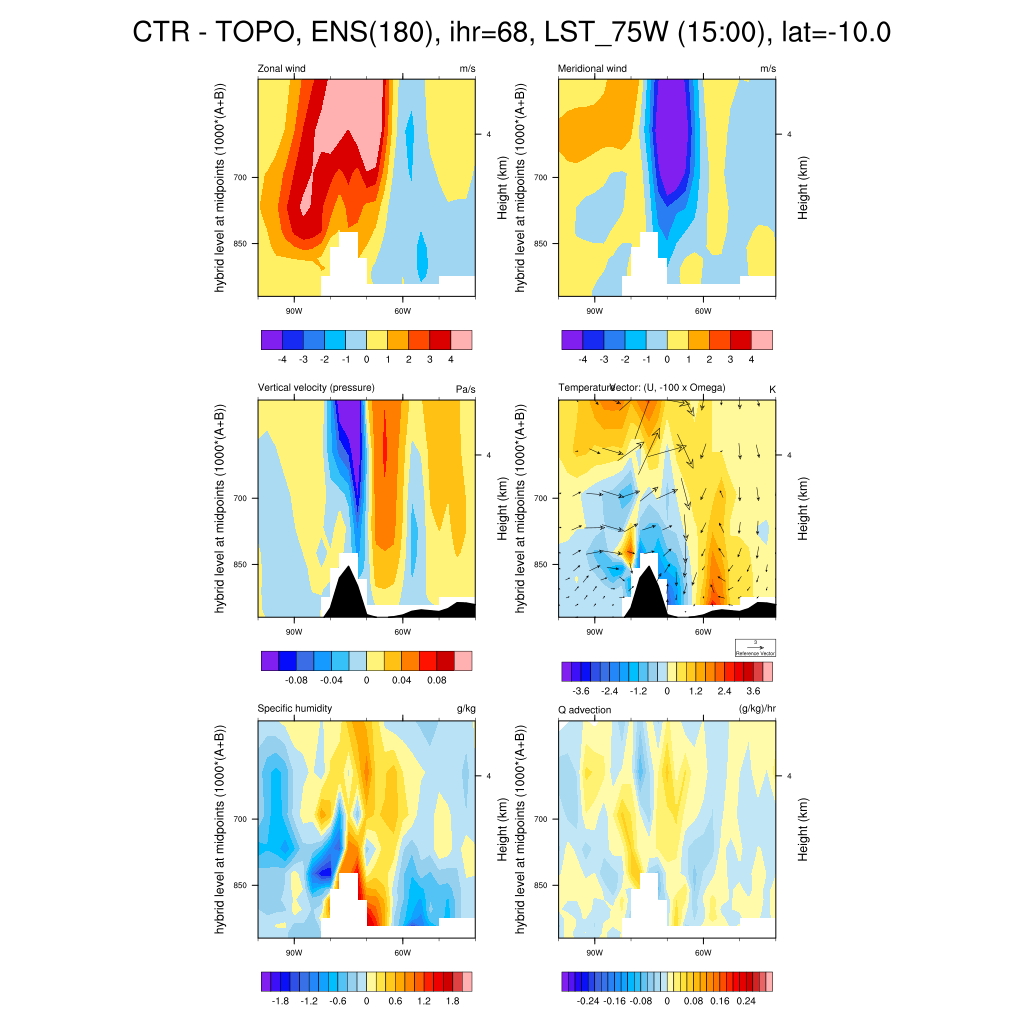 CTR - TOPO, ENS(180), ihr=68, LST_75W (15:00), lat=-10.0
Zonal wind m/s
hybrid level at midpoints (1000*(A+B))
700
850
4
Height (km)
90W 60W
-4 -3 -2 -1 0 1 2 3 4
Meridional wind m/s
hybrid level at midpoints (1000*(A+B))
700
850
4
Height (km)
90W 60W
-4 -3 -2 -1 0 1 2 3 4
Vertical velocity (pressure) Pa/s
hybrid level at midpoints (1000*(A+B))
700
850
4
Height (km)
90W 60W
-0.08 -0.04 0 0.04 0.08
Temperature Vector: (U, -100 x Omega) K
hybrid level at midpoints (1000*(A+B))
700
850
4
Height (km)
90W 60W
3
Reference Vector
-3.6 -2.4 -1.2 0 1.2 2.4 3.6
Specific humidity g/kg
hybrid level at midpoints (1000*(A+B))
700
850
4
Height (km)
90W 60W
-1.8 -1.2 -0.6 0 0.6 1.2 1.8
Q advection (g/kg)/hr
hybrid level at midpoints (1000*(A+B))
700
850
4
Height (km)
90W 60W
-0.24 -0.16 -0.08 0 0.08 0.16 0.24